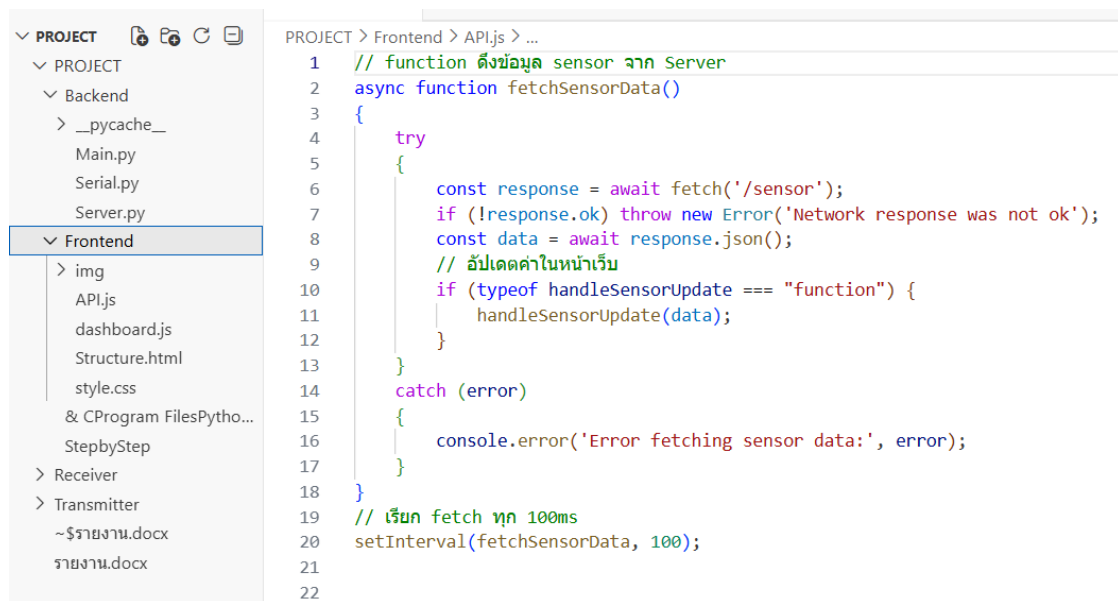 PROJECT
PROJECT
Backend
__pycache__
Main.py
Serial.py
Server.py
Frontend
img
API.js
dashboard.js
Structure.html
style.css
& CProgram FilesPytho...
StepbyStep
Receiver
Transmitter
~$รายงาน.docx
รายงาน.docx
PROJECT > Frontend > API.js > ...
1 // function ดึงข้อมูล sensor จาก Server
2 async function fetchSensorData()
3 {
4     try
5     {
6         const response = await fetch('/sensor');
7         if (!response.ok) throw new Error('Network response was not ok');
8         const data = await response.json();
9         // อัปเดตค่าในหน้าเว็บ
10         if (typeof handleSensorUpdate === "function") {
11             handleSensorUpdate(data);
12         }
13     }
14     catch (error)
15     {
16         console.error('Error fetching sensor data:', error);
17     }
18 }
19 // เรียก fetch ทุก 100ms
20 setInterval(fetchSensorData, 100);
21
22